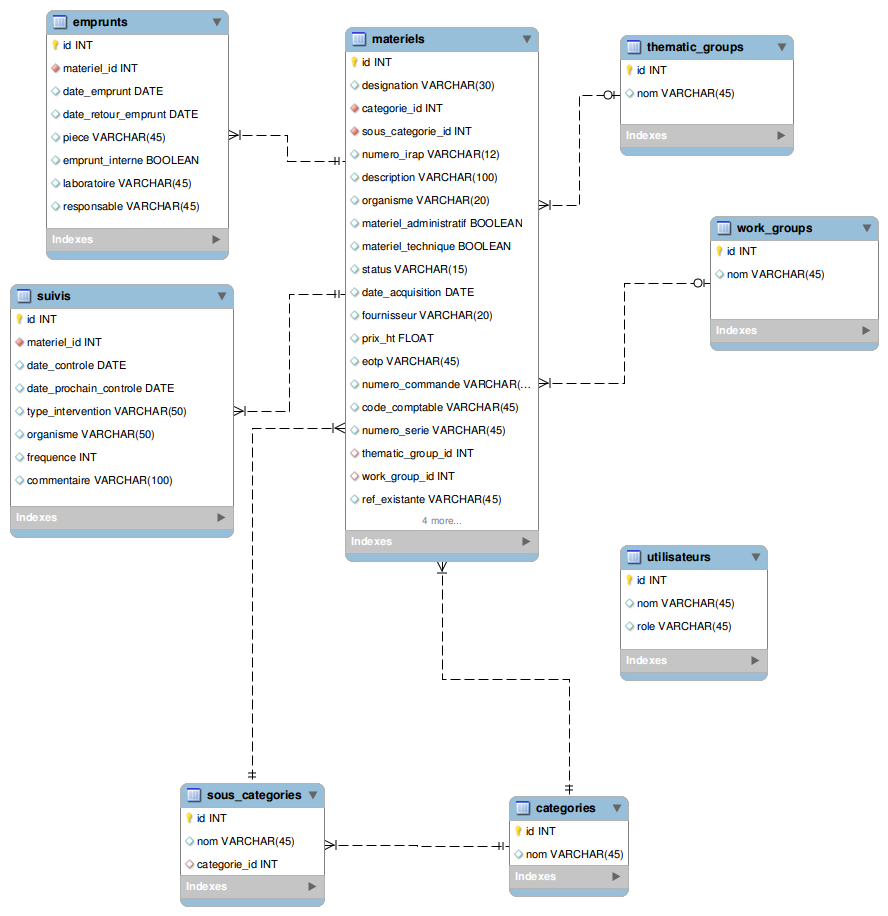 emprunts
id INT
materiel_id INT
date_emprunt DATE
date_retour_emprunt DATE
piece VARCHAR(45)
emprunt_interne BOOLEAN
laboratoire VARCHAR(45)
responsable VARCHAR(45)
Indexes
suivis
id INT
materiel_id INT
date_controle DATE
date_prochain_controle DATE
type_intervention VARCHAR(50)
organisme VARCHAR(50)
frequence INT
commentaire VARCHAR(100)
Indexes
materiels
id INT
designation VARCHAR(30)
categorie_id INT
sous_categorie_id INT
numero_irap VARCHAR(12)
description VARCHAR(100)
organisme VARCHAR(20)
materiel_administratif BOOLEAN
materiel_technique BOOLEAN
status VARCHAR(15)
date_acquisition DATE
fournisseur VARCHAR(20)
prix_ht FLOAT
eotp VARCHAR(45)
numero_commande VARCHAR(...
code_comptable VARCHAR(45)
numero_serie VARCHAR(45)
thematic_group_id INT
work_group_id INT
ref_existante VARCHAR(45)
4 more...
Indexes
thematic_groups
id INT
nom VARCHAR(45)
Indexes
work_groups
id INT
nom VARCHAR(45)
Indexes
utilisateurs
id INT
nom VARCHAR(45)
role VARCHAR(45)
Indexes
sous_categories
id INT
nom VARCHAR(45)
categorie_id INT
Indexes
categories
id INT
nom VARCHAR(45)
Indexes